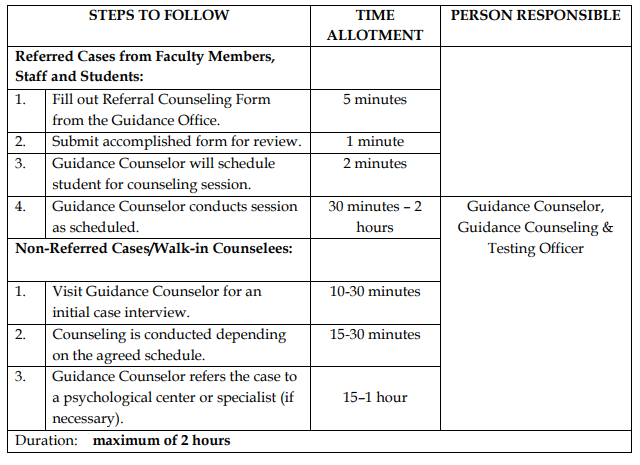 STEPS TO FOLLOW
TIME ALLOTMENT
PERSON RESPONSIBLE
Referred Cases from Faculty Members,
Staff and Students:
1. Fill out Referral Counseling Form
from the Guidance Office.
5 minutes
2. Submit accomplished form for review.
1 minute
3. Guidance Counselor will schedule
student for counseling session.
2 minutes
4. Guidance Counselor conducts session
as scheduled.
30 minutes – 2
hours
Guidance Counselor,
Guidance Counseling &
Testing Officer
Non-Referred Cases/Walk-in Counselees:
1. Visit Guidance Counselor for an
initial case interview.
10-30 minutes
2. Counseling is conducted depending
on the agreed schedule.
15-30 minutes
3. Guidance Counselor refers the case to
a psychological center or specialist (if
necessary).
15–1 hour
Duration: maximum of 2 hours